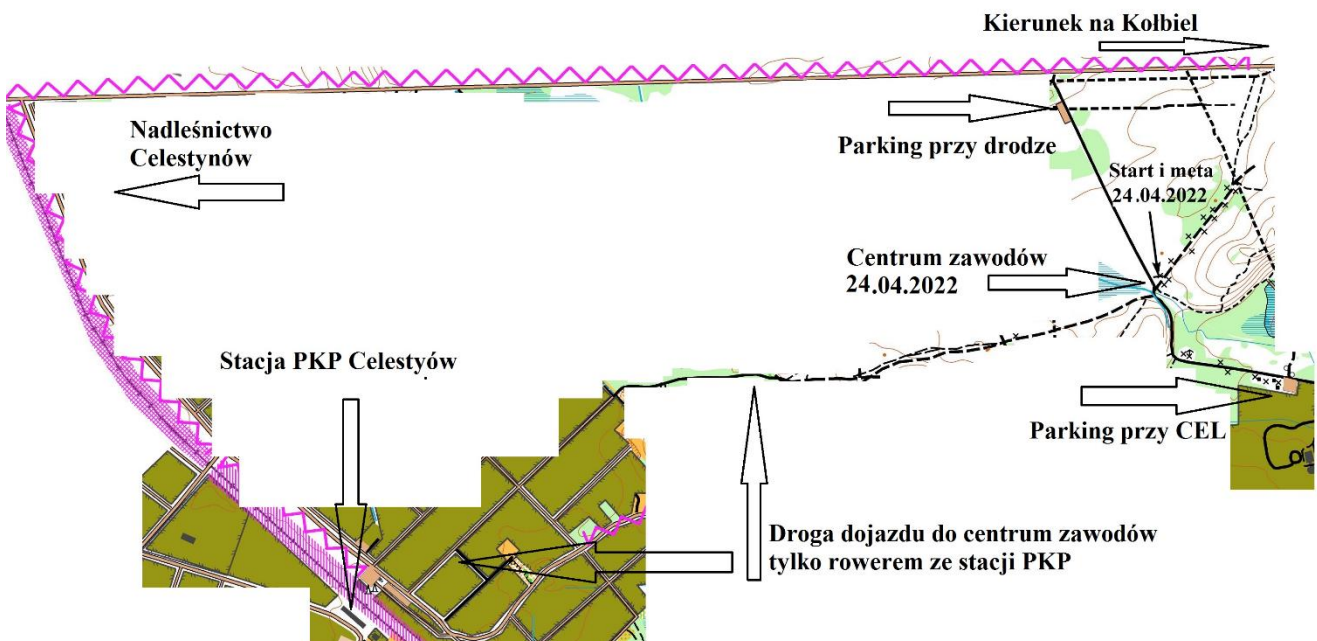 Kierunek na Kołbiel
Nadleśnictwo
Celestynów
Parking przy drodze
Start i meta
24.04.2022
Centrum zawodów
24.04.2022
Stacja PKP Celestyów
Parking przy CEL
Droga dojazdu do centrum zawodów
tylko rowerem ze stacji PKP